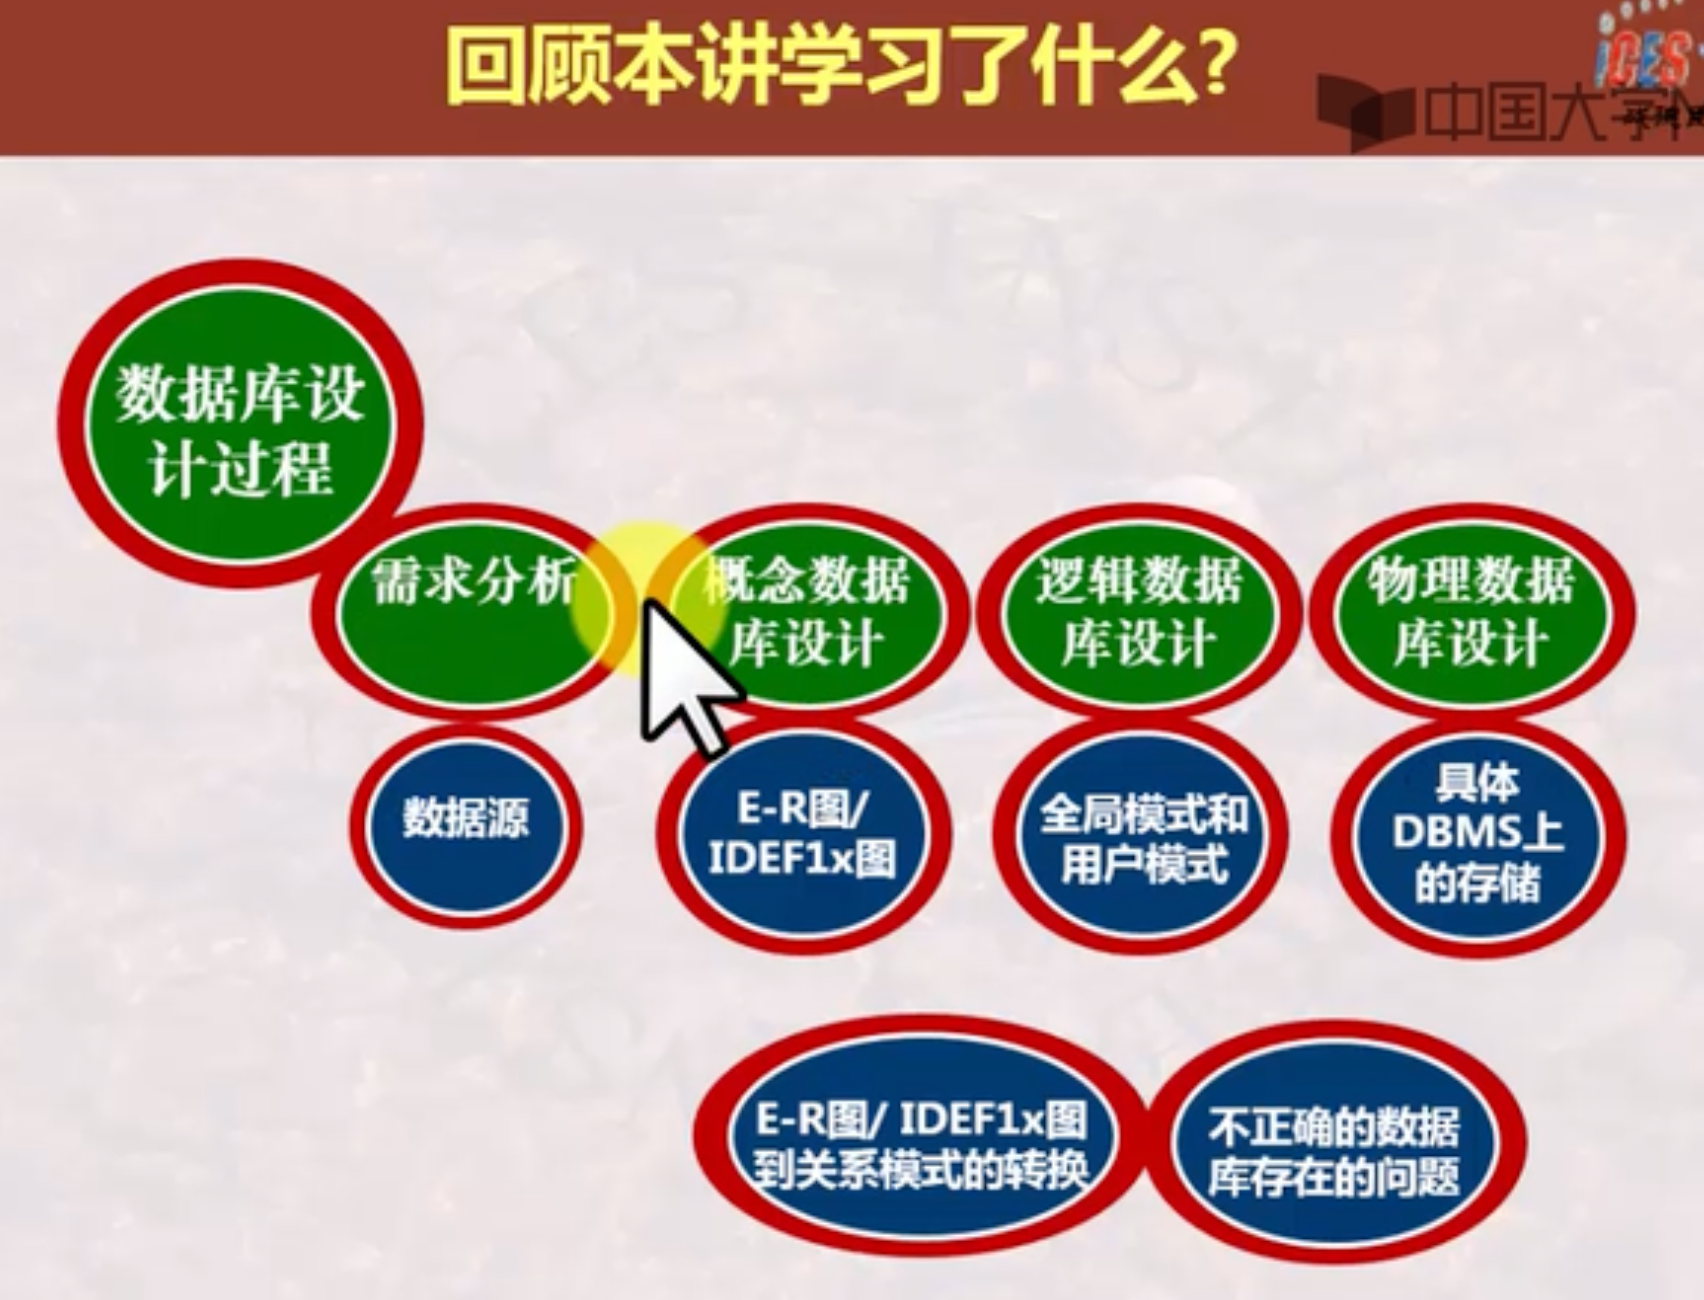 回顾本讲学习了什么?
iCES
中国大学
数据库设
计过程
需求分析
概念数据
库设计
逻辑数据
库设计
物理数据
库设计
数据源
E-R图/
IDEF1x图
全局模式和
用户模式
具体
DBMS上
的存储
E-R图/ IDEF1x图
到关系模式的转换
不正确的数据
库存在的问题